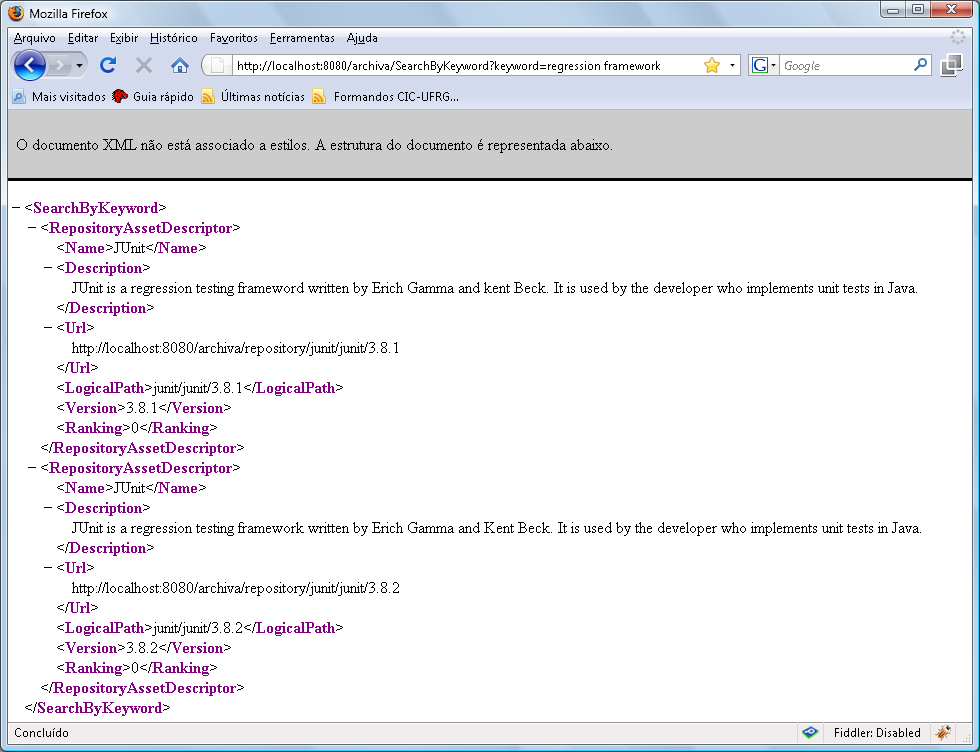 Mozilla Firefox
Arquivo Editar Exibir Histórico Favoritos Ferramentas Ajuda
http://localhost:8080/archiva/SearchByKeyword?keyword=regression framework
G Google
Mais visitados Guia rápido Últimas notícias Formandos CIC-UFRG...
O documento XML não está associado a estilos. A estrutura do documento é representada abaixo.
− <SearchByKeyword>
− <RepositoryAssetDescriptor>
<Name>JUnit</Name>
− <Description>
JUnit is a regression testing frameword written by Erich Gamma and kent Beck. It is used by the developer who implements unit tests in Java.
</Description>
− <Url>
http://localhost:8080/archiva/repository/junit/junit/3.8.1
</Url>
<LogicalPath>junit/junit/3.8.1</LogicalPath>
<Version>3.8.1</Version>
<Ranking>0</Ranking>
</RepositoryAssetDescriptor>
− <RepositoryAssetDescriptor>
<Name>JUnit</Name>
− <Description>
JUnit is a regression testing framework written by Erich Gamma and Kent Beck. It is used by the developer who implements unit tests in Java.
</Description>
− <Url>
http://localhost:8080/archiva/repository/junit/junit/3.8.2
</Url>
<LogicalPath>junit/junit/3.8.2</LogicalPath>
<Version>3.8.2</Version>
<Ranking>0</Ranking>
</RepositoryAssetDescriptor>
</SearchByKeyword>
Concluído Fiddler: Disabled